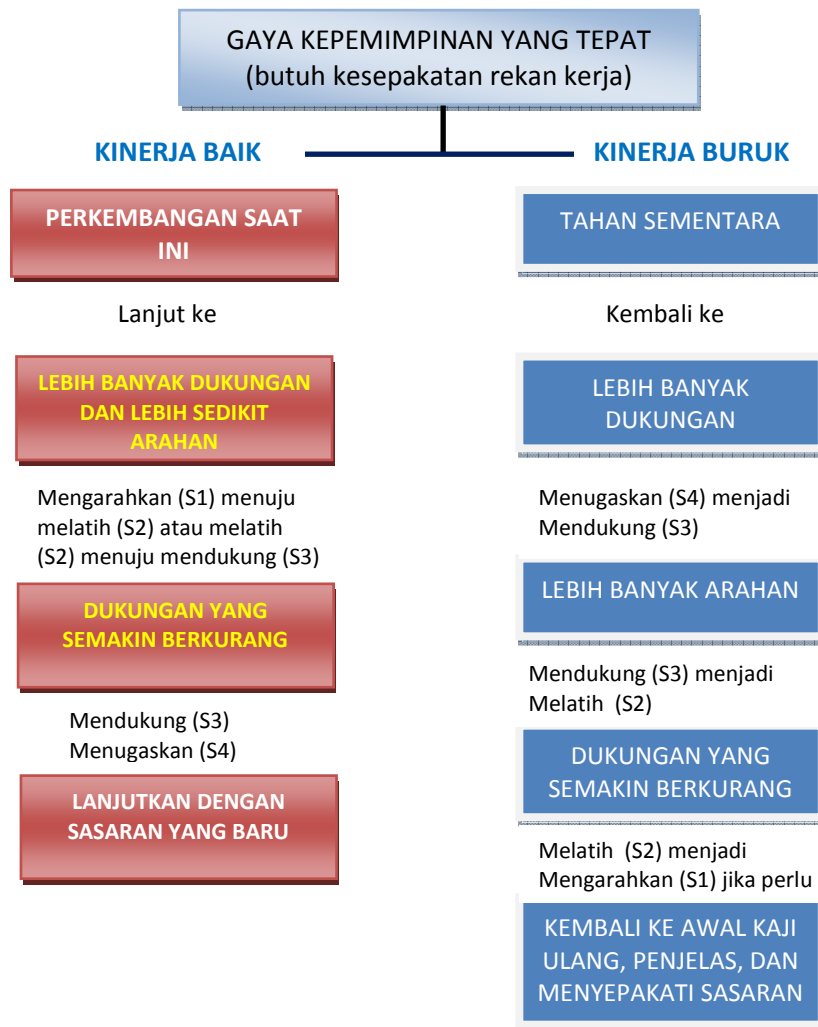 GAYA KEPEMIMPINAN YANG TEPAT
(butuh kesepakatan rekan kerja)
KINERJA BAIK
KINERJA BURUK
PERKEMBANGAN SAAT
INI
Lanjut ke
LEBIH BANYAK DUKUNGAN
DAN LEBIH SEDIKIT
ARAHAN
Mengarahkan (S1) menuju
melatih (S2) atau melatih
(S2) menuju mendukung (S3)
DUKUNGAN YANG
SEMAKIN BERKURANG
Mendukung (S3)
Menugaskan (S4)
LANJUTKAN DENGAN
SASARAN YANG BARU
TAHAN SEMENTARA
Kembali ke
LEBIH BANYAK
DUKUNGAN
Menugaskan (S4) menjadi
Mendukung (S3)
LEBIH BANYAK ARAHAN
Mendukung (S3) menjadi
Melatih (S2)
DUKUNGAN YANG
SEMAKIN BERKURANG
Melatih (S2) menjadi
Mengarahkan (S1) jika perlu
KEMBALI KE AWAL KAJI
ULANG, PENJELAS, DAN
MENYEPAKATI SASARAN